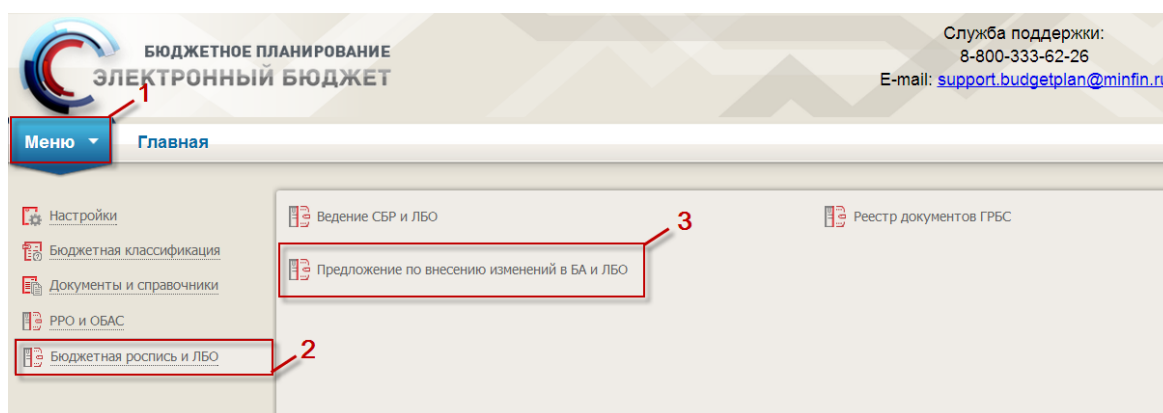 БЮДЖЕТНОЕ ПЛАНИРОВАНИЕ
ЭЛЕКТРОННЫЙ БЮДЖЕТ
Служба поддержки:
8-800-333-62-26
E-mail: support.budgetplan@minfin.ru
1
Меню
Главная
Настройки
Бюджетная классификация
Документы и справочники
РРО и ОБАС
Бюджетная роспись и ЛБО
2
Ведение СБР и ЛБО
3
Реестр документов ГРБС
Предложение по внесению изменений в БА и ЛБО